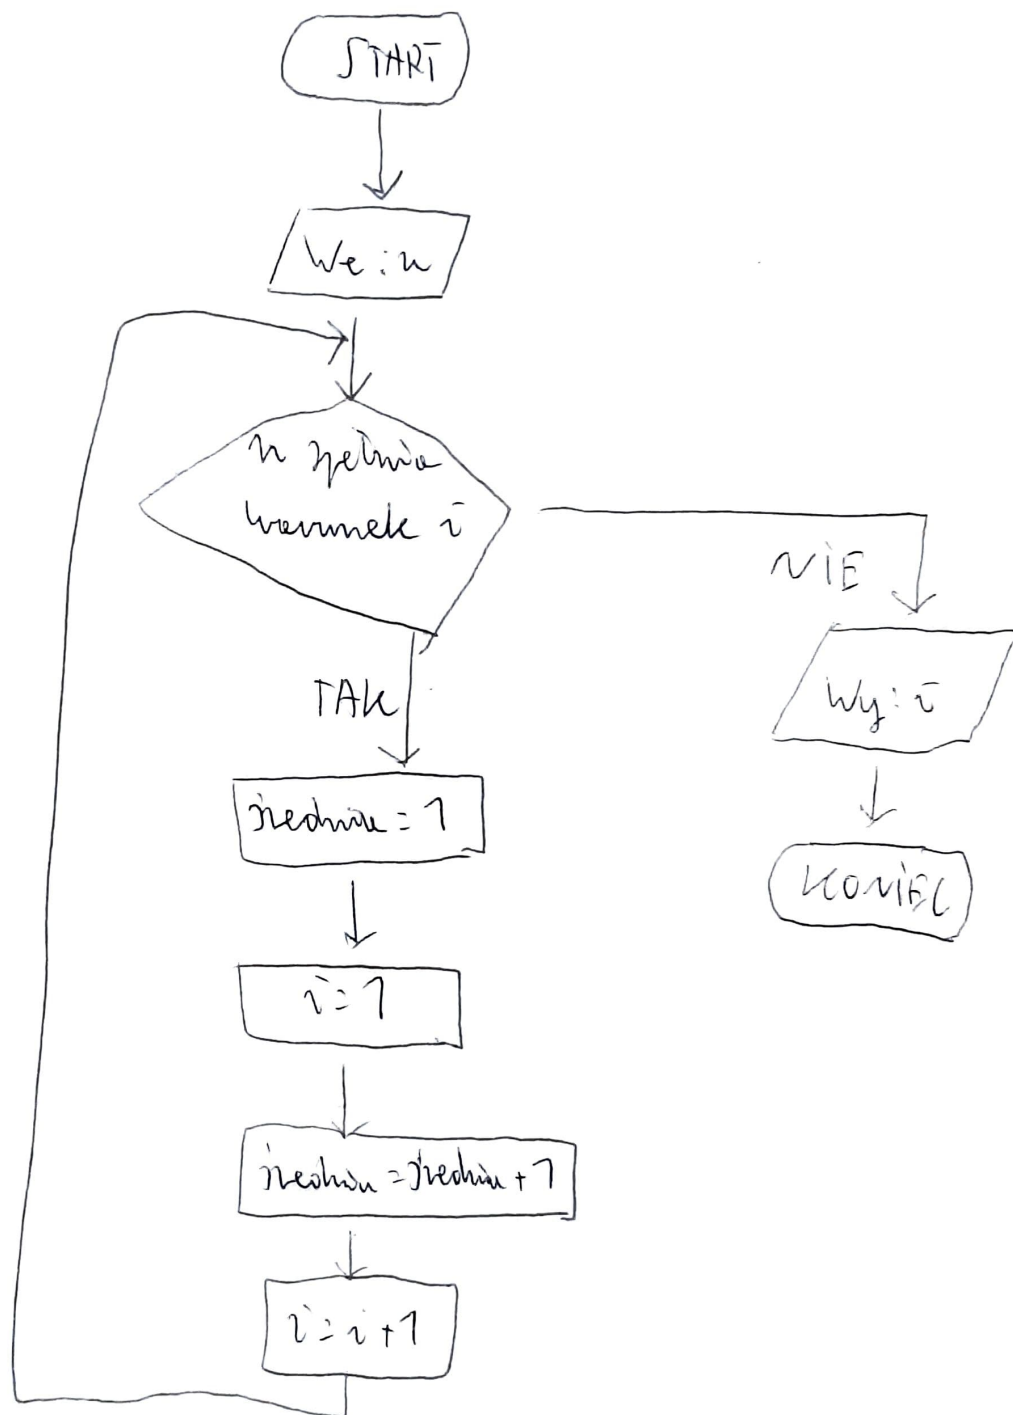 START
We: n
n spełnia
warunek i
NIE
TAK
Wy: i
średnia = 1
KONIEC
i = 1
średnia = średnia + 1
i = i + 1